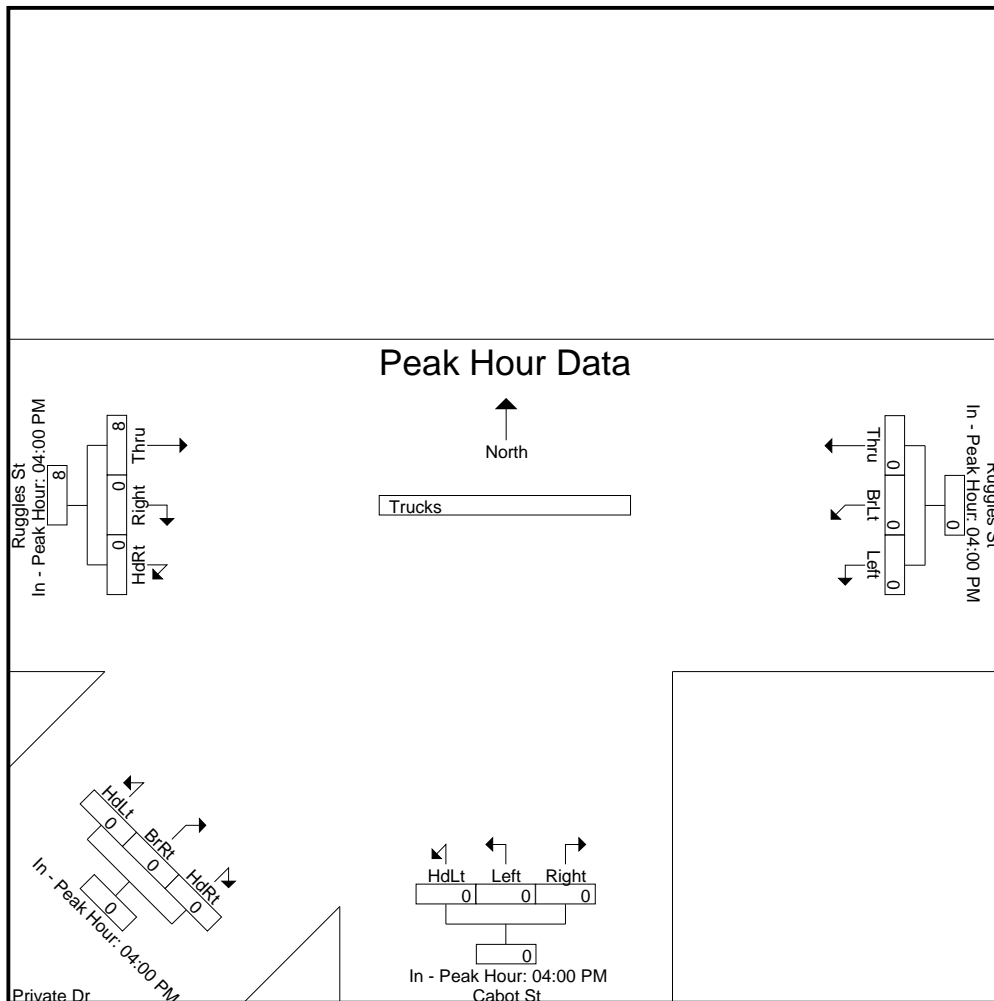 Peak Hour Data
North
Trucks
Ruggles St
In - Peak Hour: 04:00 PM
8
8
0
0
Thru
Right
HdRt
Ruggles St
In - Peak Hour: 04:00 PM
0
0
0
0
Thru
BrLt
Left
HdLt
BrRt
HdRt
0
0
0
0
In - Peak Hour: 04:00 PM
Private Dr
HdLt Left Right
0 0 0
0
In - Peak Hour: 04:00 PM
Cabot St